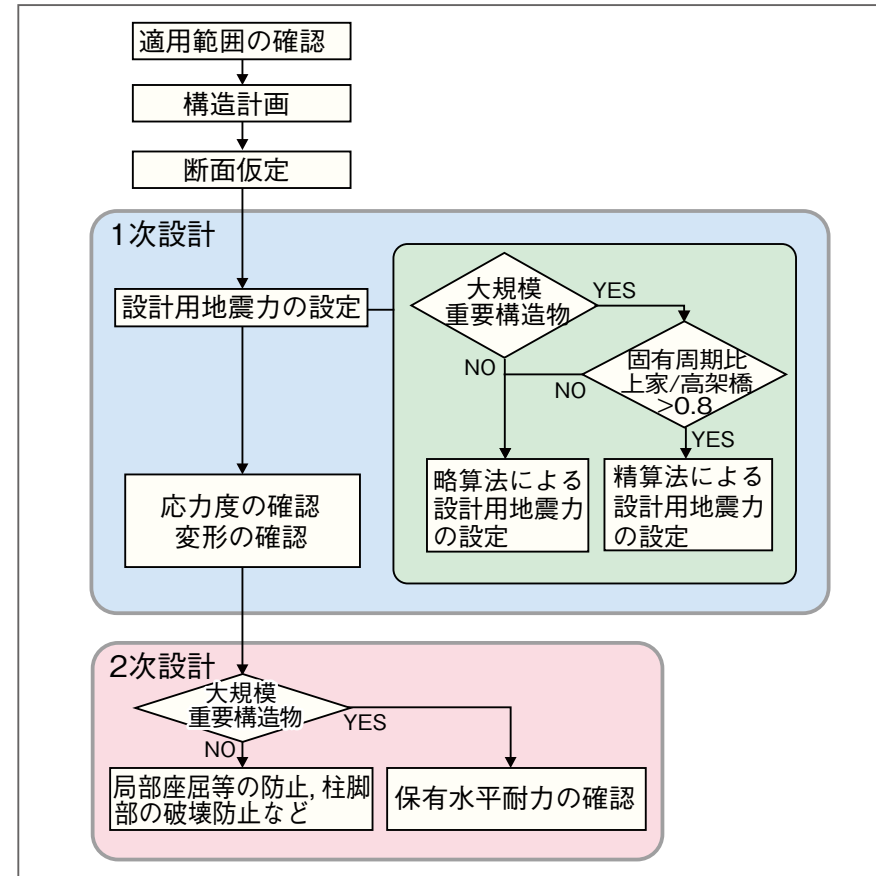 適用範囲の確認
構造計画
断面仮定
1次設計
設計用地震力の設定
大規模
重要構造物
YES
NO
固有周期比
上家/高架橋
>0.8
NO
YES
略算法による
設計用地震力
の設定
精算法による
設計用地震力
の設定
応力度の確認
変形の確認
2次設計
大規模
重要構造物
YES
NO
局部座屈等の防止, 柱脚
部の破壊防止など
保有水平耐力の確認